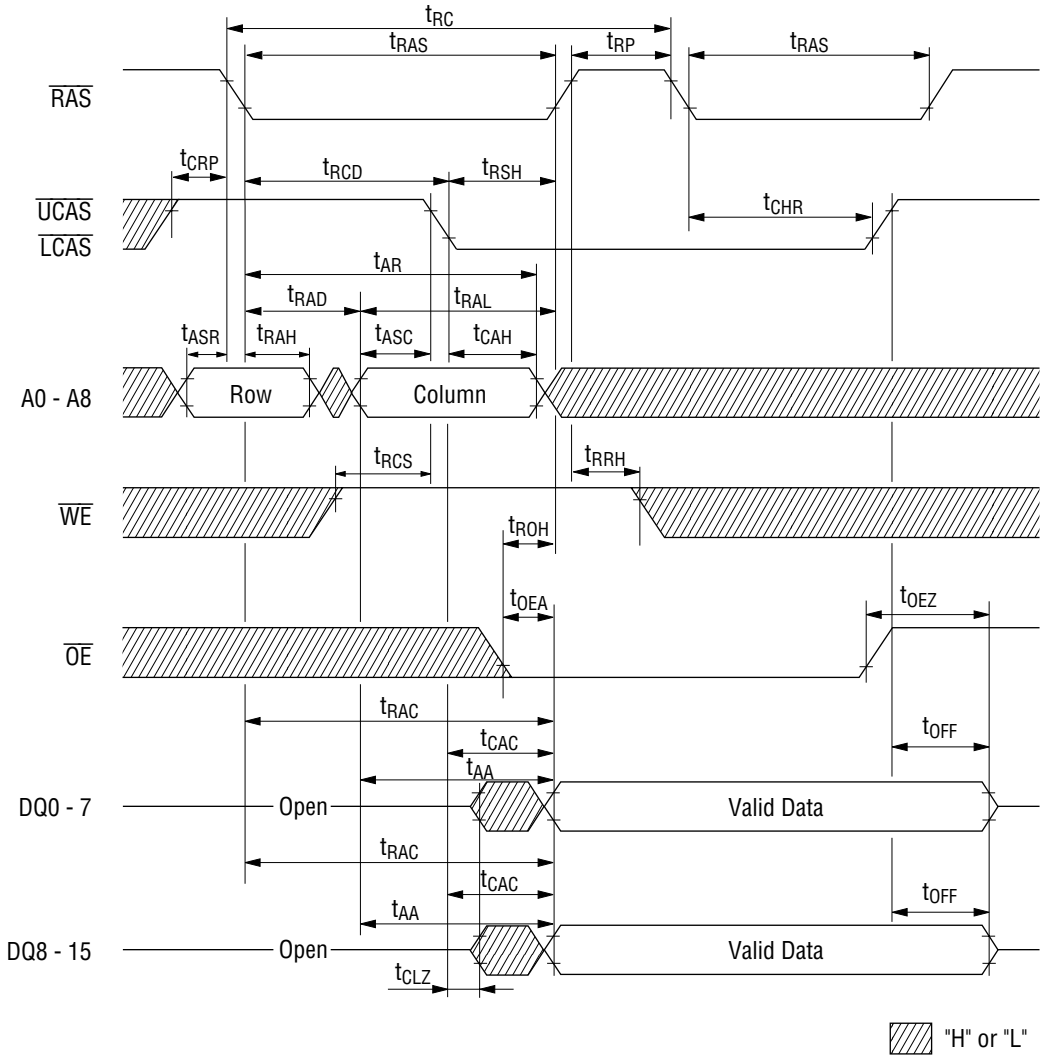 tRC
tRAS tRP tRAS
RAS
tCRP tRCD tRSH
UCAS
LCAS
tCHR
tAR
tRAD tRAL
tASR tRAH tASC tCAH
A0 - A8 Row Column
tRCS tRRH
WE
tROH
tOEA tOEZ
OE
tRAC
tCAC tOFF
tAA
DQ0 - 7 Open Valid Data
tRAC
tCAC tOFF
tAA
DQ8 - 15 Open Valid Data
tCLZ
"H" or "L"